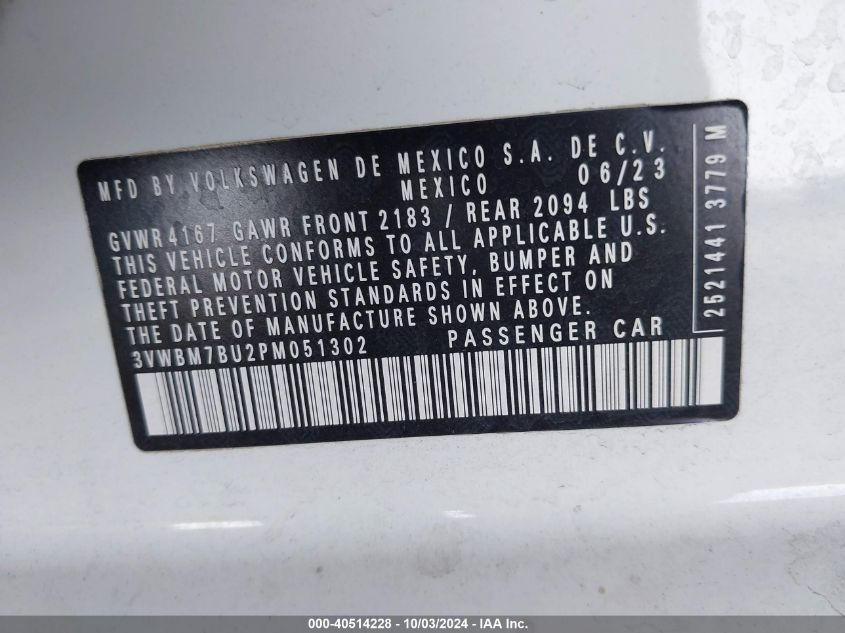 MFD BY VOLKSWAGEN DE MEXICO S.A. DE C.V.
MEXICO 06/23
GVWR 4167 GAWR FRONT 2183 / REAR 2094 LBS
THIS VEHICLE CONFORMS TO ALL APPLICABLE U.S.
FEDERAL MOTOR VEHICLE SAFETY, BUMPER AND
THEFT PREVENTION STANDARDS IN EFFECT ON
THE DATE OF MANUFACTURE SHOWN ABOVE.
3VWBM7BU2PM051302 PASSENGER CAR
2521441 3779 M
000-40514228 - 10/03/2024 - IAA Inc.